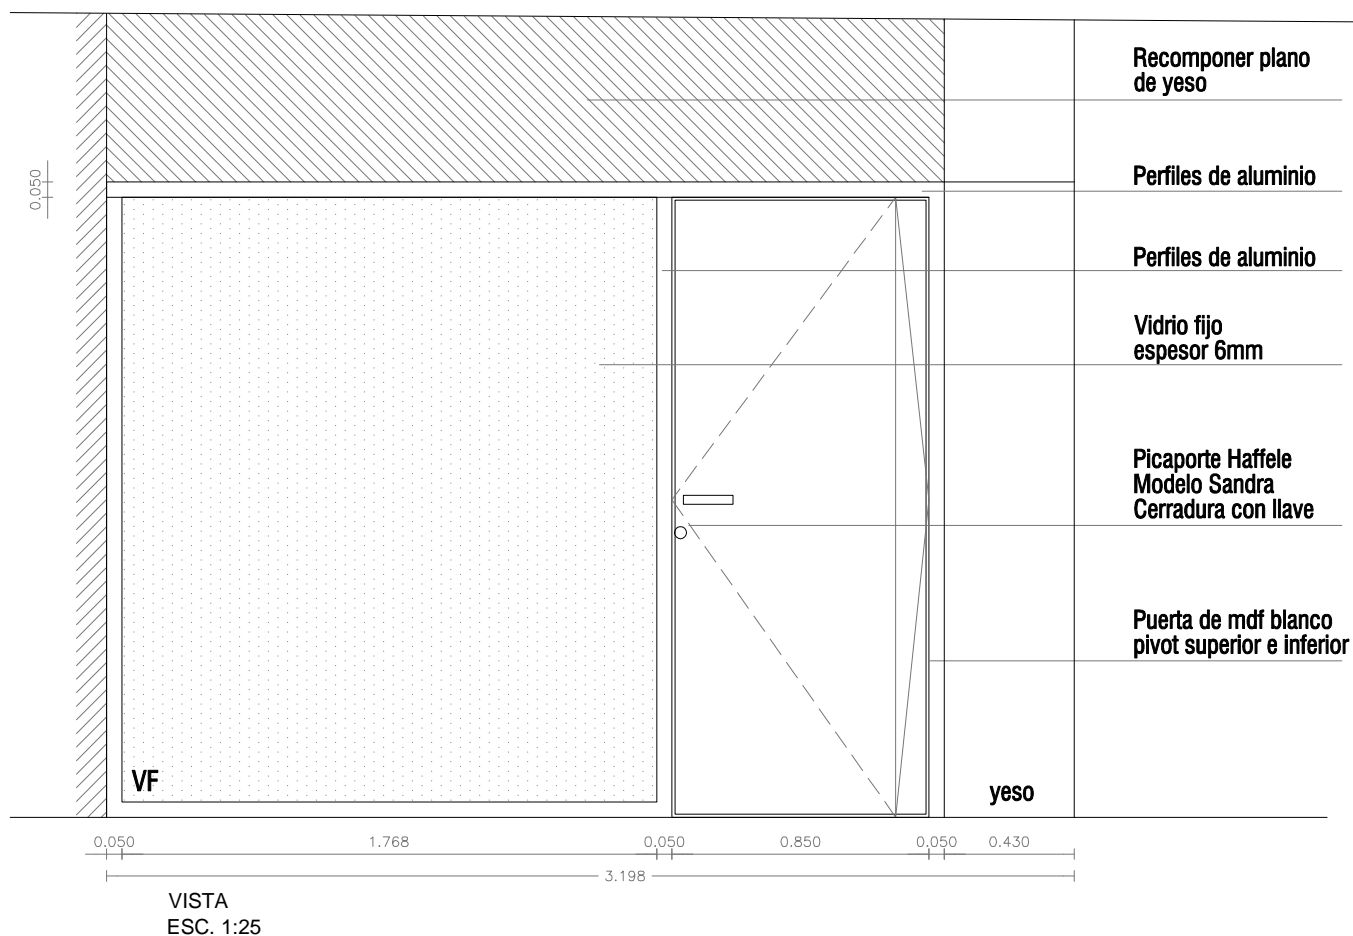 Recomponer plano
de yeso
Perfiles de aluminio
0.050
Perfiles de aluminio
Vidrio fijo
espesor 6mm
Picaporte Haffele
Modelo Sandra
Cerradura con llave
Puerta de mdf blanco
pivot superior e inferior
VF
yeso
0.050 1.768 0.050 0.850 0.050 0.430
3.198
VISTA
ESC. 1:25